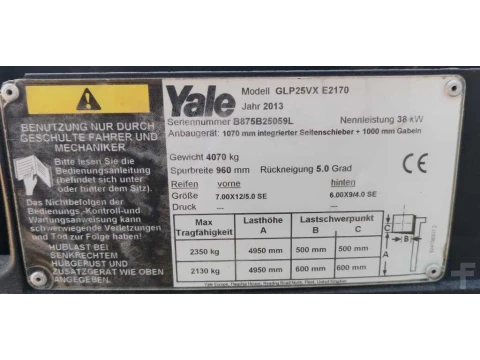 Yale
Modell GLP25VX E2170
Jahr 2013
Seriennummer B875B25059L
Nennleistung 38 kW
Anbaugerät: 1070 mm integrierter Seitenschieber + 1000 mm Gabeln
Gewicht 4070 kg
Spurbreite 960 mm Rückneigung 5.0 Grad
Reifen vorne hinten
Größe 7.00X12/5.0 SE 6.00X9/4.0 SE
Druck --- ---
Max Tragfähigkeit Lasthöhe A Lastschwerpunkt B C
2350 kg 4950 mm 500 mm 500 mm
2130 kg 4950 mm 600 mm 600 mm
C
B
A
CE
BENUTZUNG NUR DURCH
GESCHULTE FAHRER UND
MECHANIKER
Bitte lesen Sie die
Bedienungsanleitung
(befindet sich unter
oder hinter dem Sitz)
Das Nichtbefolgen der
Bedienungs, Kontroll- und
Wartungsanweisung kann
schwerwiegende Verletzungen
und Tod zur Folge haben!
HUBLAST BEI
SENKRECHTEM
HUBGERÜST UND
ZUSATZGERÄT WIE OBEN
ANGEGEBEN.